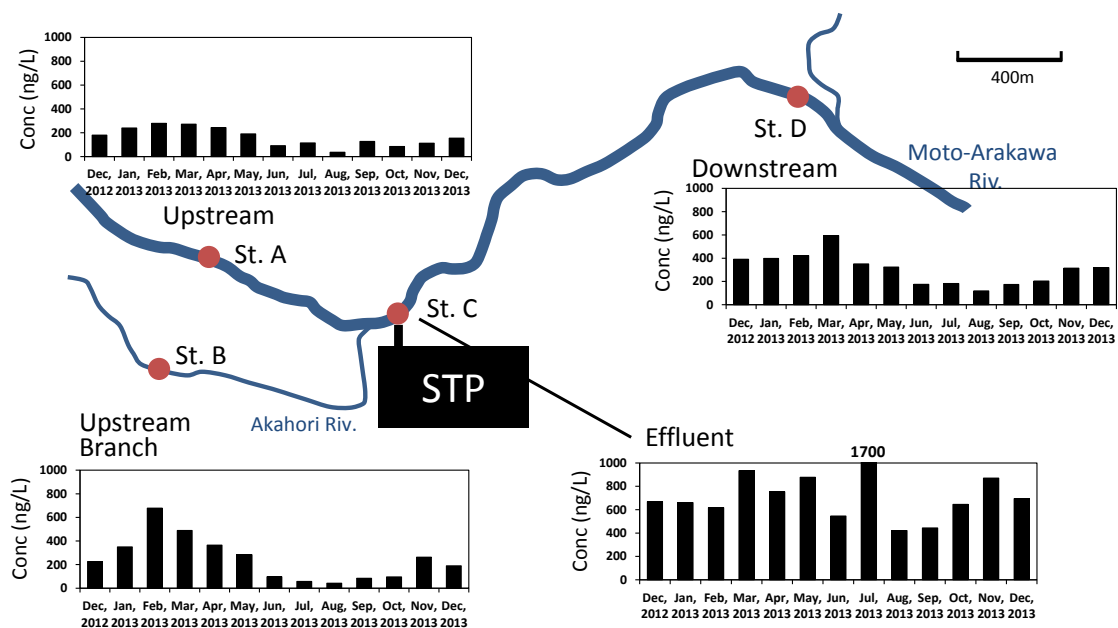 1000
800
600
400
200
0
Conc (ng/L)
Dec, Jan, Feb, Mar, Apr, May, Jun, Jul, Aug, Sep, Oct, Nov, Dec,
2012 2013 2013 2013 2013 2013 2013 2013 2013 2013 2013 2013 2013
Upstream
St. A
St. B
St. C
St. D
400m
Moto-Arakawa
Riv.
Downstream
1000
800
600
400
200
0
Conc (ng/L)
Dec, Jan, Feb, Mar, Apr, May, Jun, Jul, Aug, Sep, Oct, Nov, Dec,
2012 2013 2013 2013 2013 2013 2013 2013 2013 2013 2013 2013 2013
STP
Akahori Riv.
Upstream
Branch
1000
800
600
400
200
0
Conc (ng/L)
Dec, Jan, Feb, Mar, Apr, May, Jun, Jul, Aug, Sep, Oct, Nov, Dec,
2012 2013 2013 2013 2013 2013 2013 2013 2013 2013 2013 2013 2013
Effluent
1700
1000
800
600
400
200
0
Conc (ng/L)
Dec, Jan, Feb, Mar, Apr, May, Jun, Jul, Aug, Sep, Oct, Nov, Dec,
2012 2013 2013 2013 2013 2013 2013 2013 2013 2013 2013 2013 2013